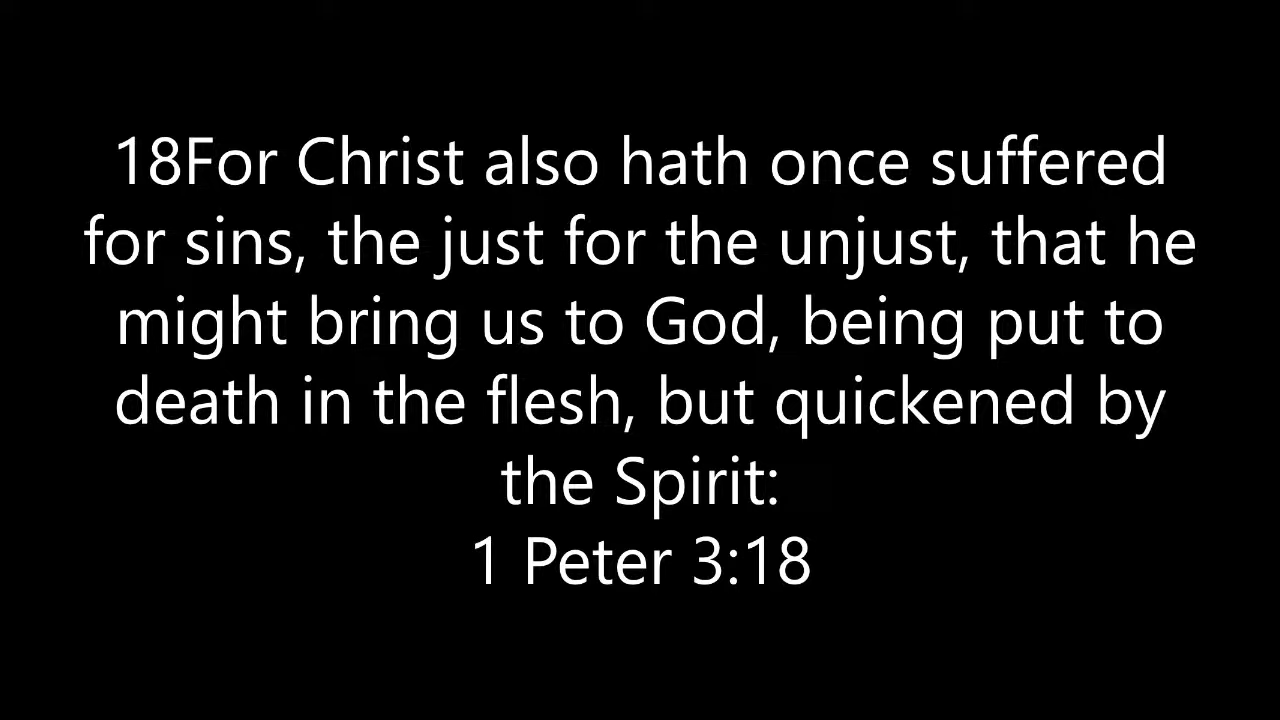 18For Christ also hath once suffered
for sins, the just for the unjust, that he
might bring us to God, being put to
death in the flesh, but quickened by
the Spirit:
1 Peter 3:18